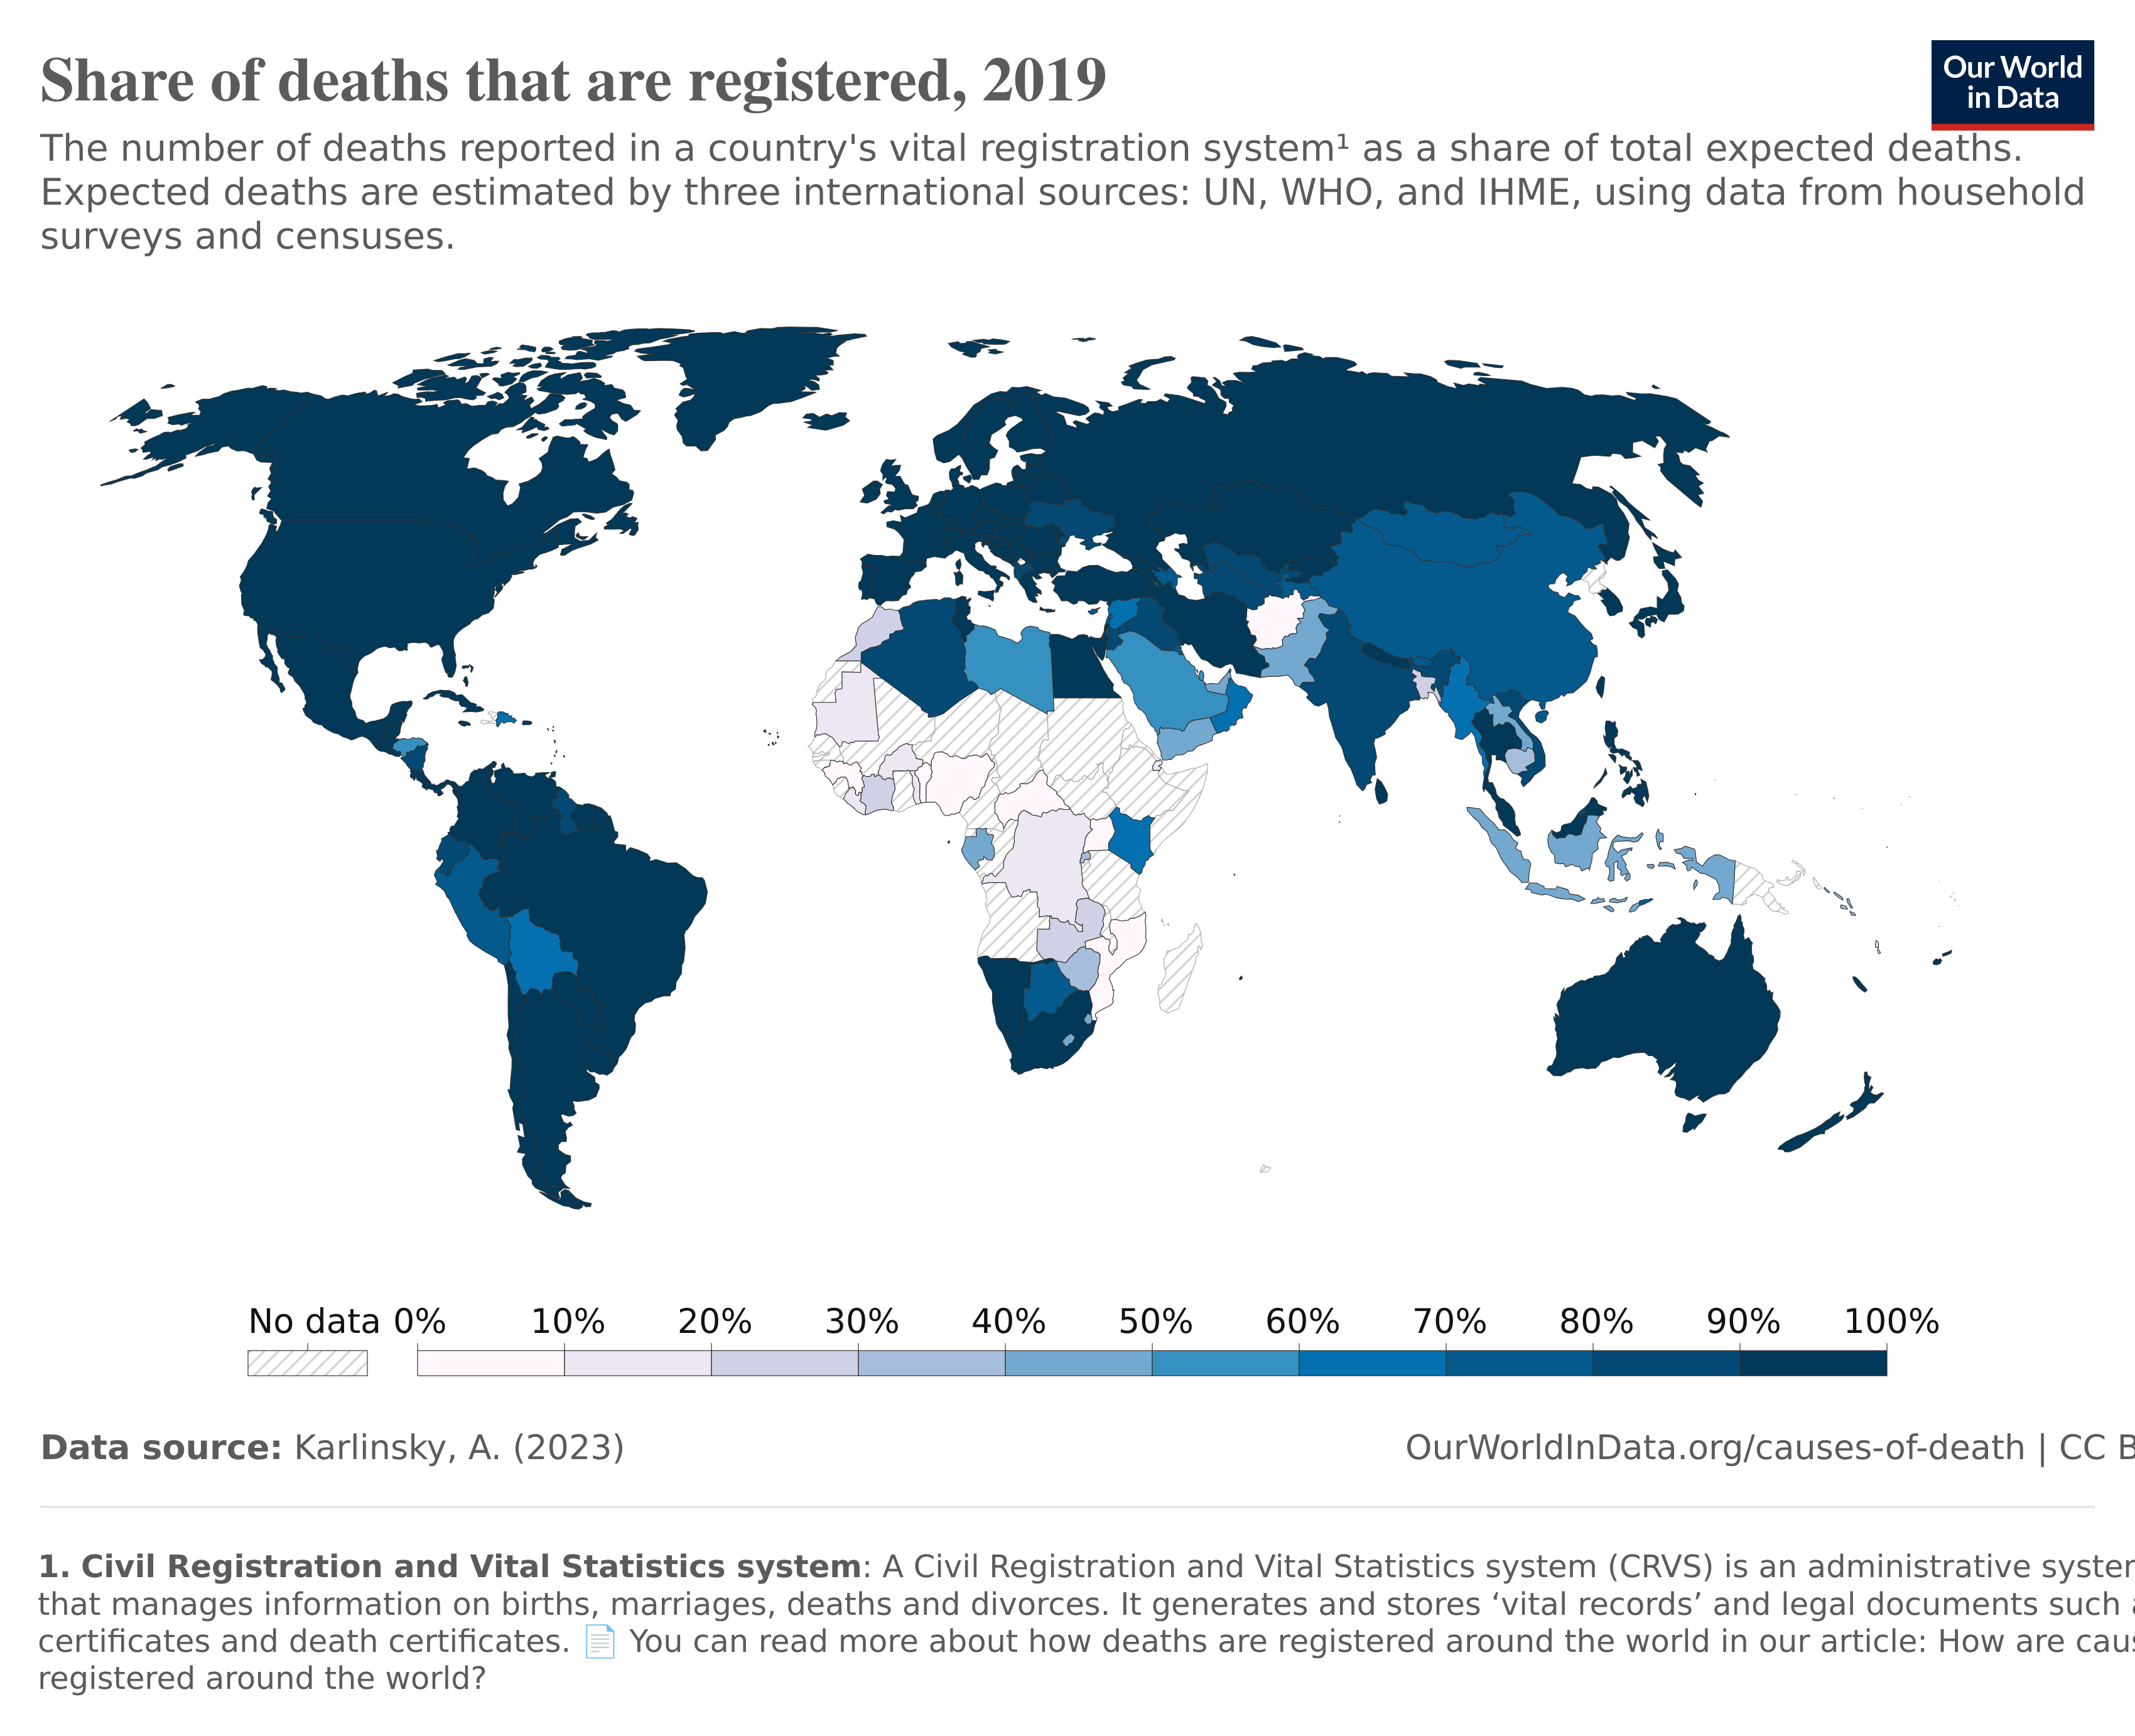 Share of deaths that are registered, 2019
Our World
in Data
The number of deaths reported in a country's vital registration system¹ as a share of total expected deaths.
Expected deaths are estimated by three international sources: UN, WHO, and IHME, using data from household
surveys and censuses.
No data 0% 10% 20% 30% 40% 50% 60% 70% 80% 90% 100%
Data source: Karlinsky, A. (2023)
OurWorldInData.org/causes-of-death | CC B
1. Civil Registration and Vital Statistics system: A Civil Registration and Vital Statistics system (CRVS) is an administrative system
that manages information on births, marriages, deaths and divorces. It generates and stores ‘vital records’ and legal documents such
certificates and death certificates. 📄 You can read more about how deaths are registered around the world in our article: How are
registered around the world?